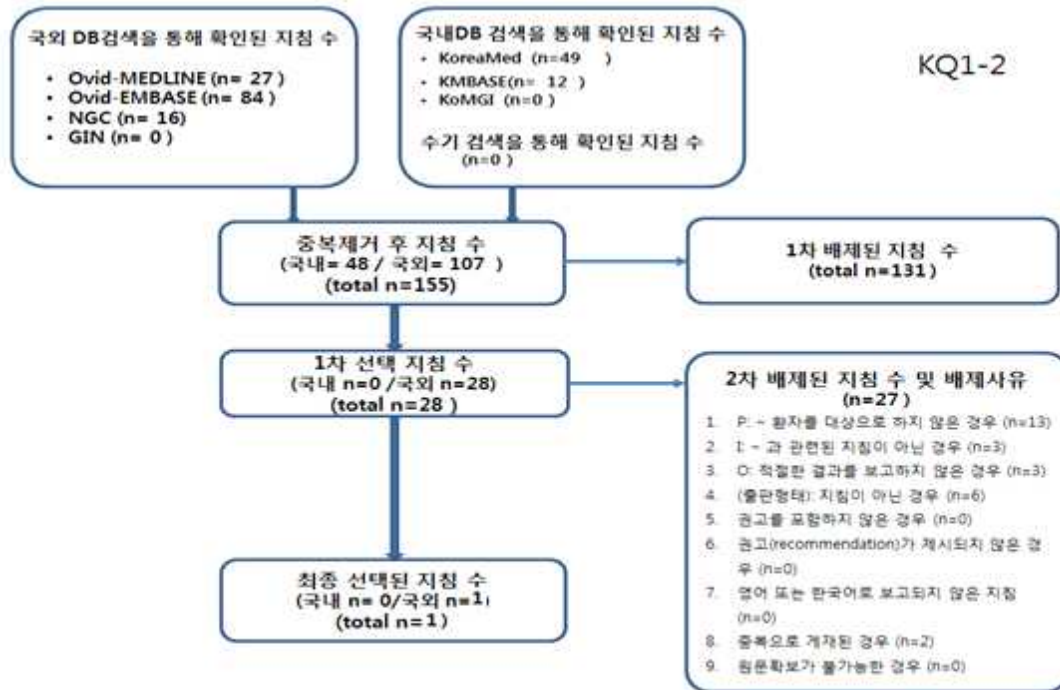 국외 DB검색을 통해 확인된 지침 수
• Ovid-MEDLINE (n= 27 )
• Ovid-EMBASE (n= 84 )
• NGC (n= 16)
• GIN (n= 0 )
국내DB 검색을 통해 확인된 지침 수
• KoreaMed (n=49 )
• KMBASE(n= 12 )
• KoMGI (n=0 )
수기 검색을 통해 확인된 지침 수
(n=0 )
KQ1-2
중복제거 후 지침 수
(국내= 48 / 국외= 107 )
(total n=155)
1차 배제된 지침 수
(total n=131)
1차 선택 지침 수
(국내 n=0 /국외 n=28)
(total n=28 )
2차 배제된 지침 수 및 배제사유
(n=27 )
1. P: ~ 환자를 대상으로 하지 않은 경우 (n=13)
2. I: ~ 과 관련된 지침이 아닌 경우 (n=3)
3. O: 적절한 결과를 보고하지 않은 경우 (n=3)
4. (출판형태): 지침이 아닌 경우 (n=6)
5. 권고를 포함하지 않은 경우 (n=0)
6. 권고(recommendation)가 제시되지 않은 경
우 (n=0)
7. 영어 또는 한국어로 보고되지 않은 지침
(n=0)
8. 중복으로 게재된 경우 (n=2)
9. 원문확보가 불가능한 경우 (n=0)
최종 선택된 지침 수
(국내 n= 0/국외 n=1)
(total n=1)